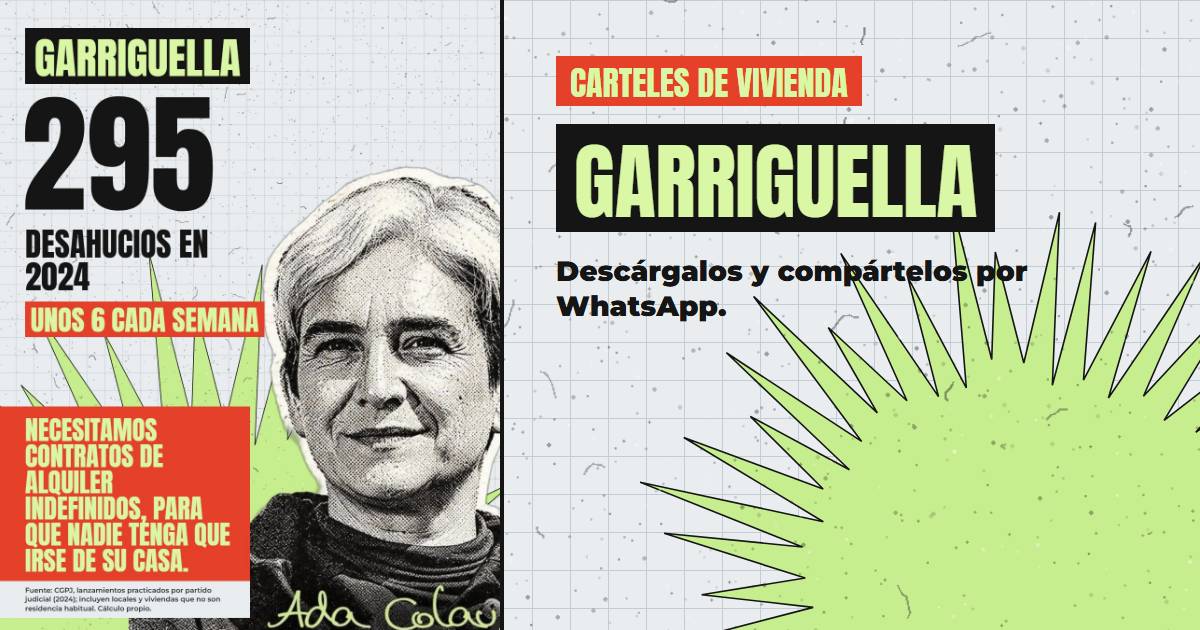 GARRIGUELLA
295
DESAHUCIOS EN
2024
UNOS 6 CADA SEMANA
NECESITAMOS
CONTRATOS DE
ALQUILER
INDEFINIDOS, PARA
QUE NADIE TENGA QUE
IRSE DE SU CASA.
Fuente: CGPJ, lanzamientos practicados por partido
judicial (2024); incluyen locales y viviendas que no son
residencia habitual. Cálculo propio.
Ada Colau
CARTELES DE VIVIENDA
GARRIGUELLA
Descárgalos y compártelos por
WhatsApp.